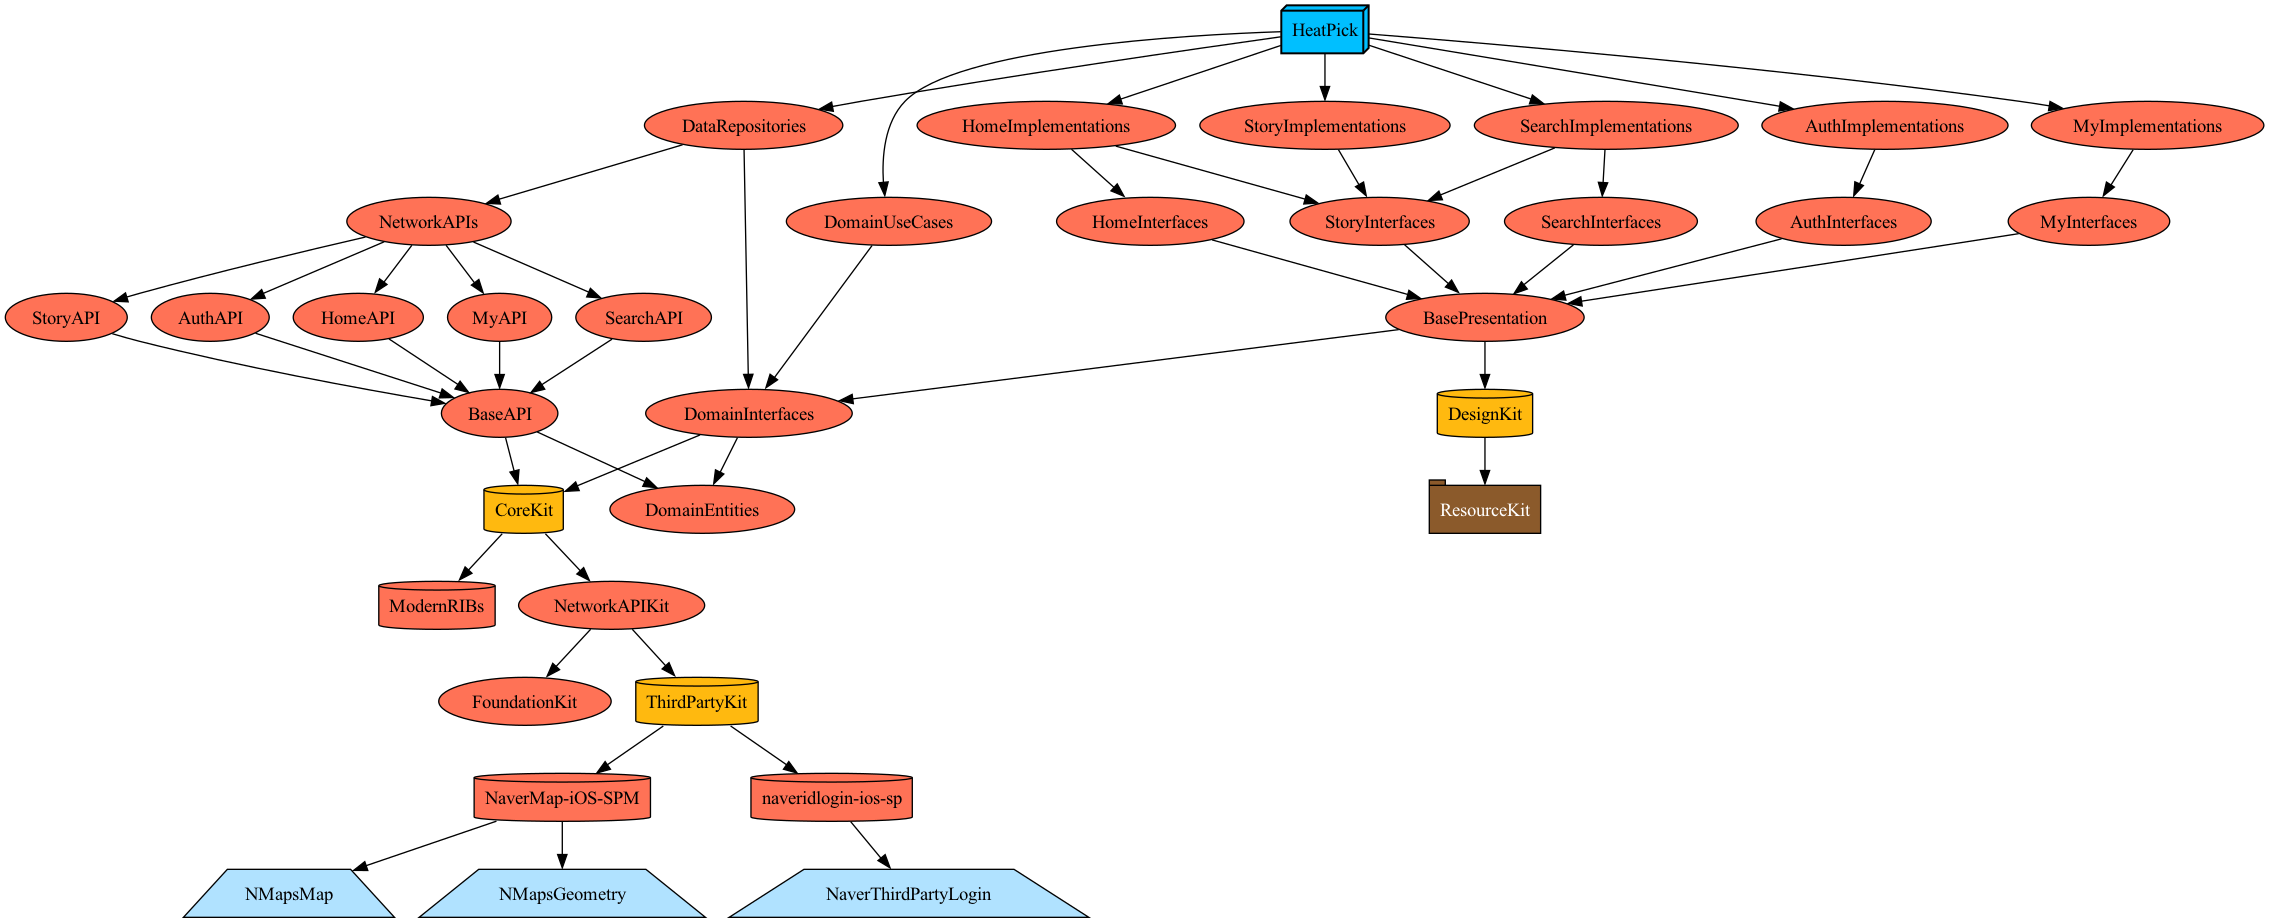 HeatPick
DataRepositories
HomeImplementations
StoryImplementations
SearchImplementations
AuthImplementations
MyImplementations
NetworkAPIs
DomainUseCases
HomeInterfaces
StoryInterfaces
SearchInterfaces
AuthInterfaces
MyInterfaces
StoryAPI
AuthAPI
HomeAPI
MyAPI
SearchAPI
BasePresentation
BaseAPI
DomainInterfaces
DesignKit
CoreKit
DomainEntities
ResourceKit
ModernRIBs
NetworkAPIKit
FoundationKit
ThirdPartyKit
NaverMap-iOS-SPM
naveridlogin-ios-sp
NMapsMap
NMapsGeometry
NaverThirdPartyLogin